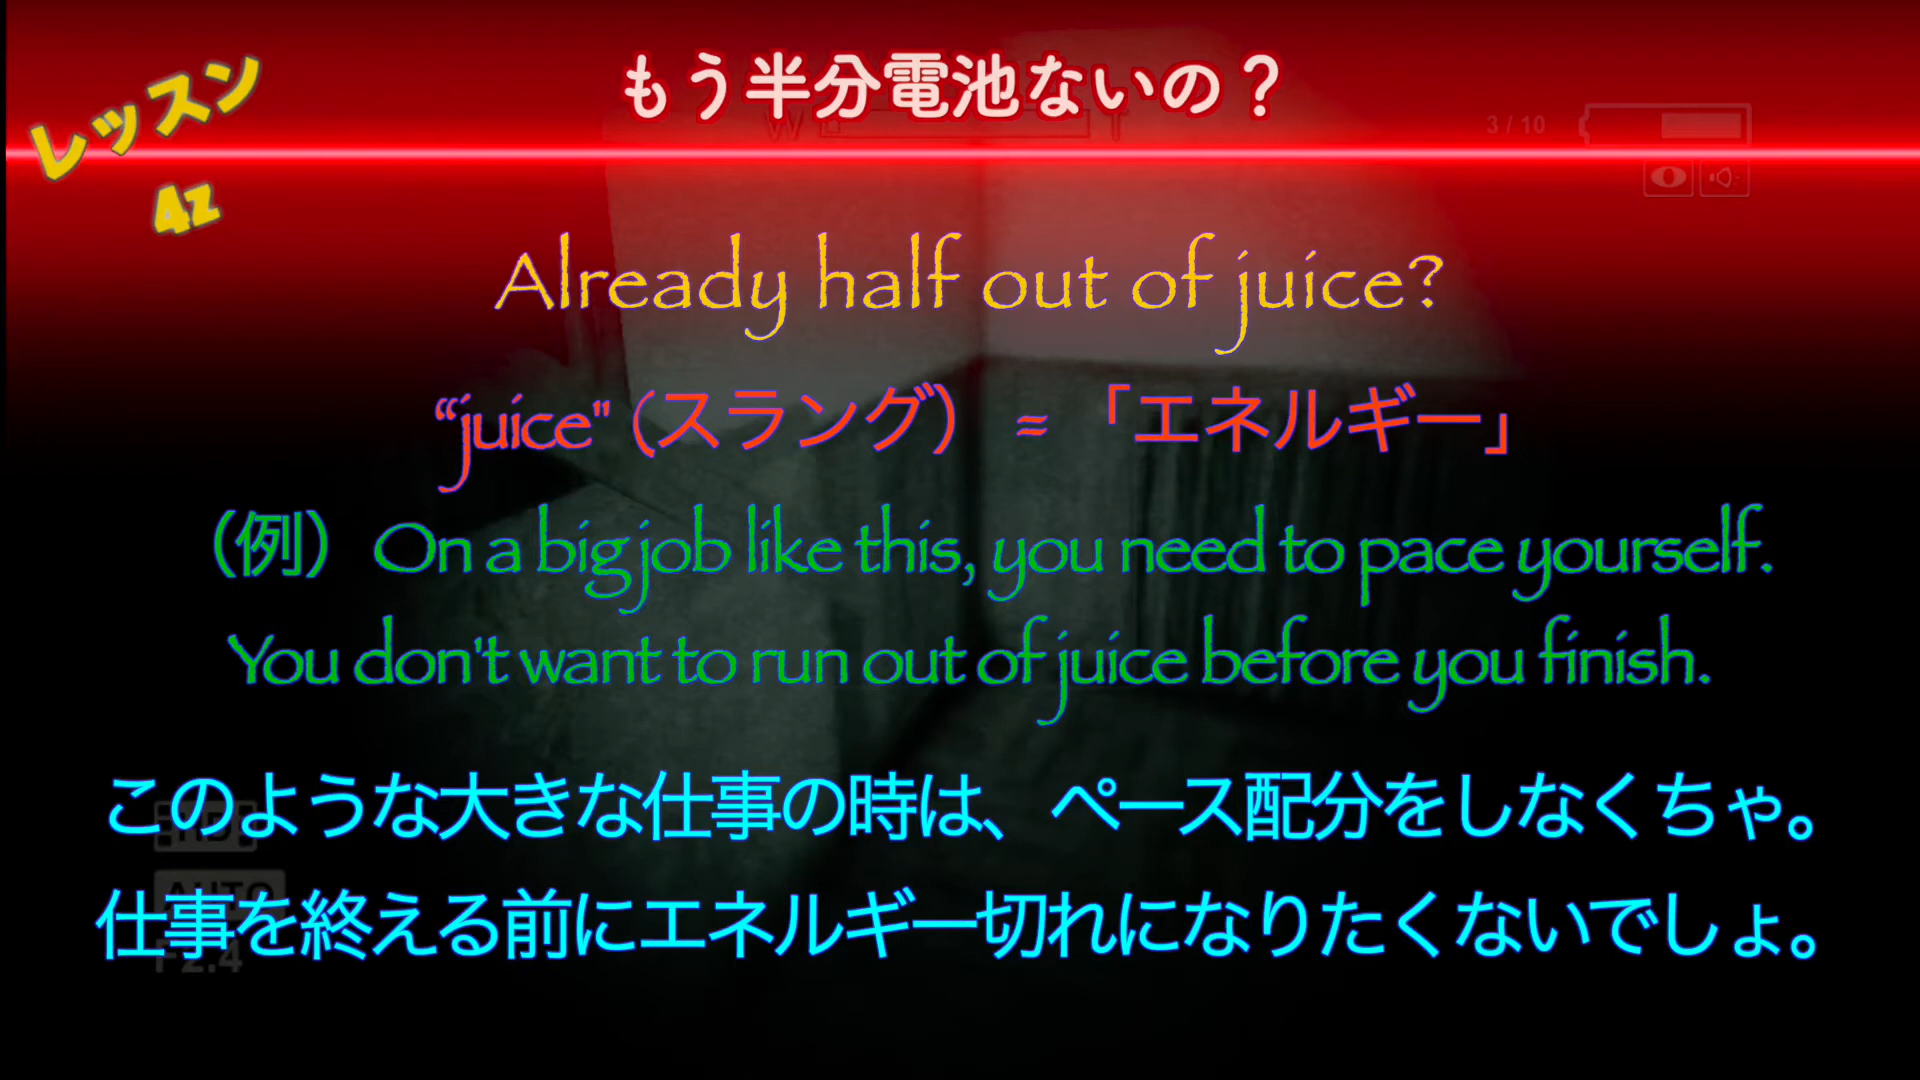 もう半分電池ないの？
レッスン
4z
W T
3 / 10
Already half out of juice?
“juice" （スラング） ≈ 「エネルギー」
（例） On a big job like this, you need to pace yourself.
You don't want to run out of juice before you finish.
このような大きな仕事の時は、ペース配分をしなくちゃ。
HD
AUTO
仕事を終える前にエネルギー切れになりたくないでしょ。
F2.4